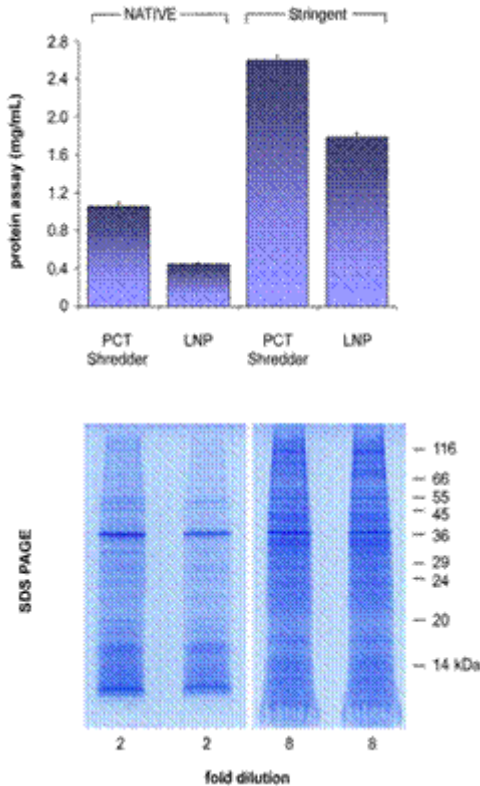 NATIVE Stringent
protein assay (mg/mL)
2.8
2.4
2.0
1.6
1.2
0.8
0.4
0
PCT Shredder
LNP
PCT Shredder
LNP
SDS PAGE
116
66
55
45
36
29
24
20
14 kDa
2 2 8 8
fold dilution